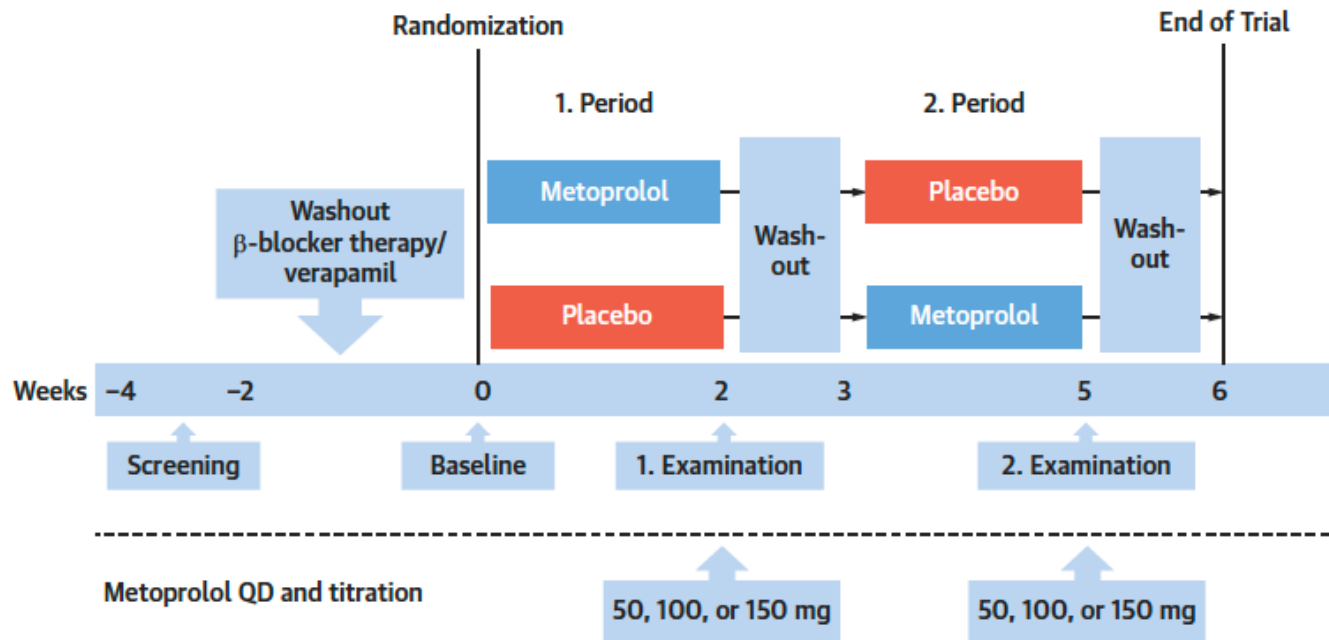 Randomization
End of Trial
1. Period
2. Period
Metoprolol
Placebo
Washout
β-blocker therapy/
verapamil
Wash-
out
Wash-
out
Placebo
Metoprolol
Weeks –4 –2 0 2 3 5 6
Screening
Baseline
1. Examination
2. Examination
Metoprolol QD and titration
50, 100, or 150 mg
50, 100, or 150 mg